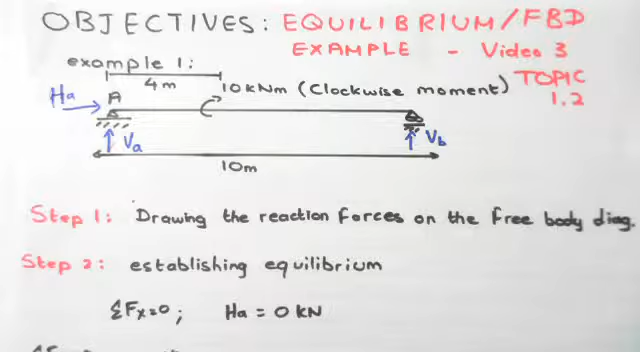 OBJECTIVES: EQUILIBRIUM/FBD
EXAMPLE - Video 3
TOPIC 1.2
example 1:
4m
10kNm (Clockwise moment)
Ha
A
Va
Vb
10m
Step 1: Drawing the reaction forces on the free body diag.
Step 2: establishing equilibrium
ΣFx=0; Ha = 0 kN